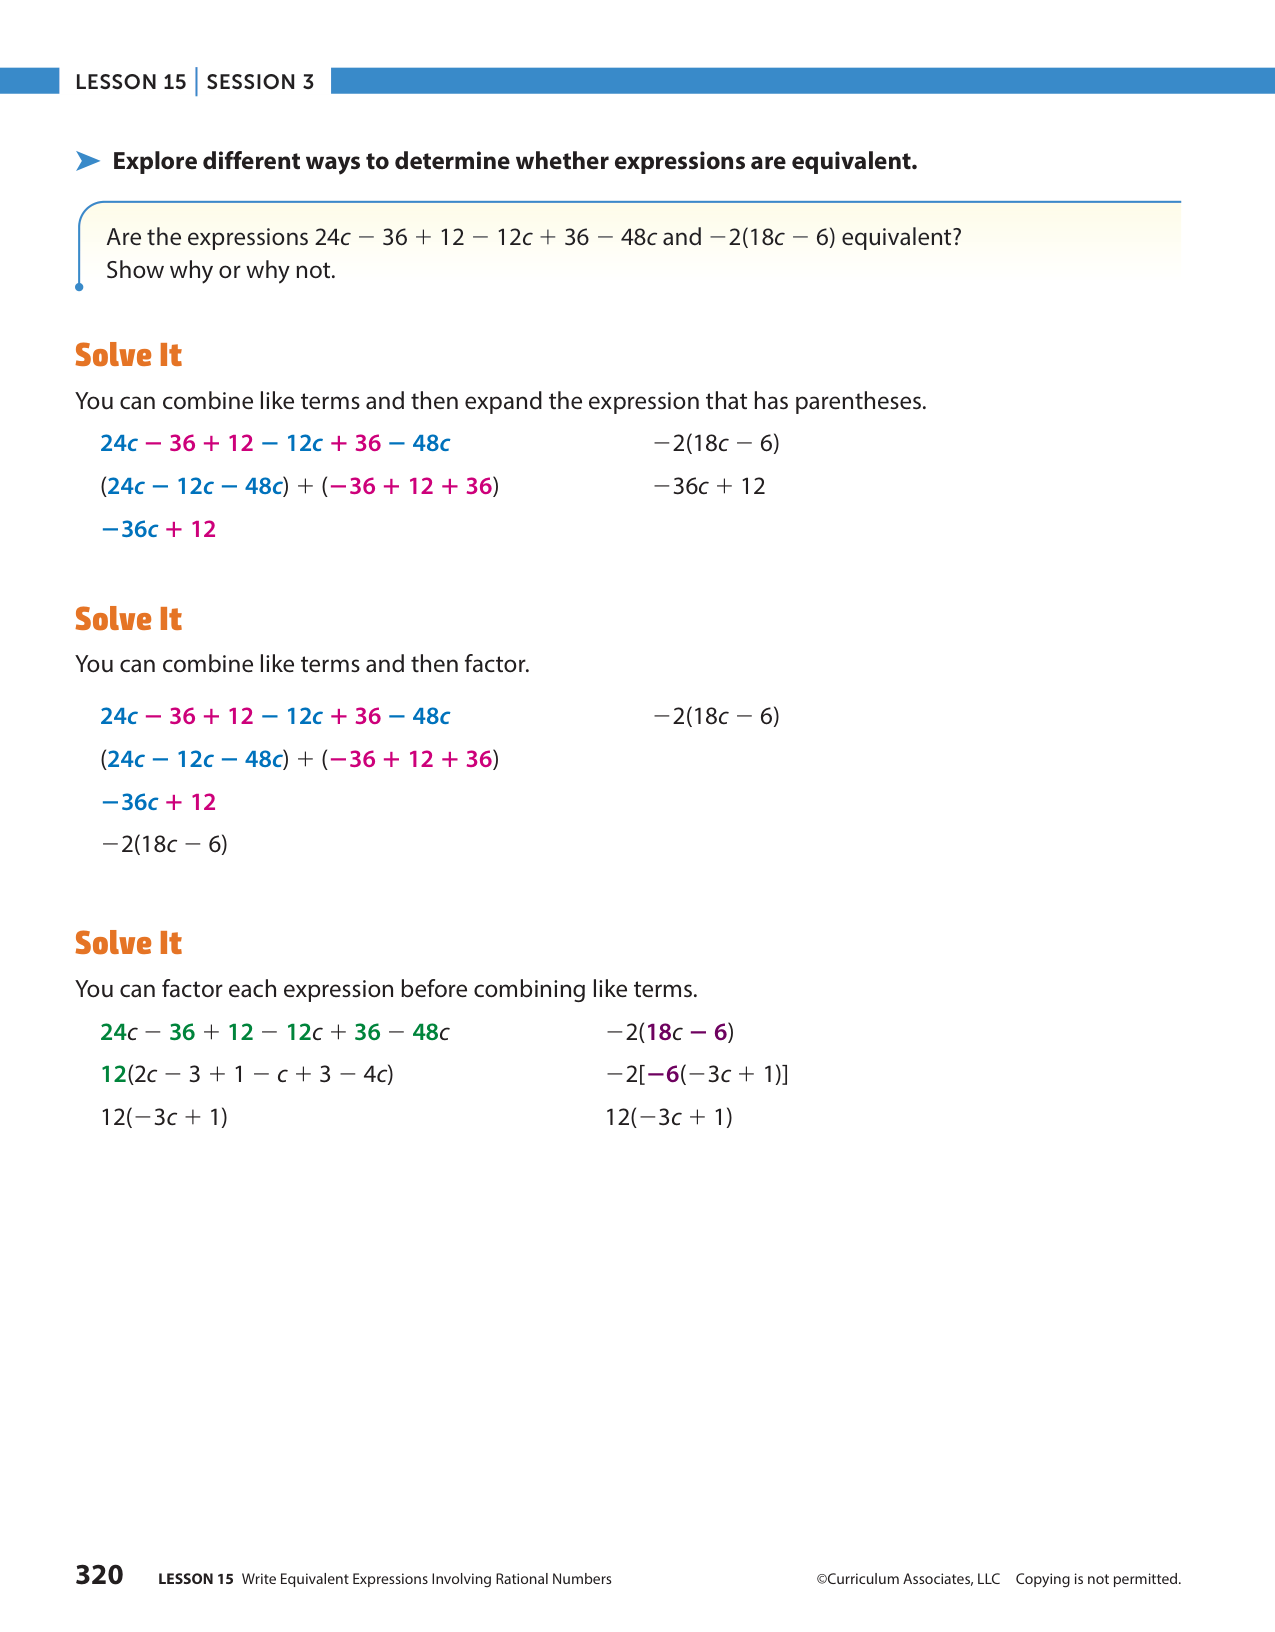 LESSON 15 | SESSION 3
➤ Explore different ways to determine whether expressions are equivalent.
Are the expressions 24c − 36 + 12 − 12c + 36 − 48c and −2(18c − 6) equivalent?
Show why or why not.
Solve It
You can combine like terms and then expand the expression that has parentheses.
24c − 36 + 12 − 12c + 36 − 48c −2(18c − 6)
(24c − 12c − 48c) + (−36 + 12 + 36) −36c + 12
−36c + 12
Solve It
You can combine like terms and then factor.
24c − 36 + 12 − 12c + 36 − 48c −2(18c − 6)
(24c − 12c − 48c) + (−36 + 12 + 36)
−36c + 12
−2(18c − 6)
Solve It
You can factor each expression before combining like terms.
24c − 36 + 12 − 12c + 36 − 48c −2(18c − 6)
12(2c − 3 + 1 − c + 3 − 4c) −2[−6(−3c + 1)]
12(−3c + 1) 12(−3c + 1)
320 LESSON 15 Write Equivalent Expressions Involving Rational Numbers ©Curriculum Associates, LLC Copying is not permitted.